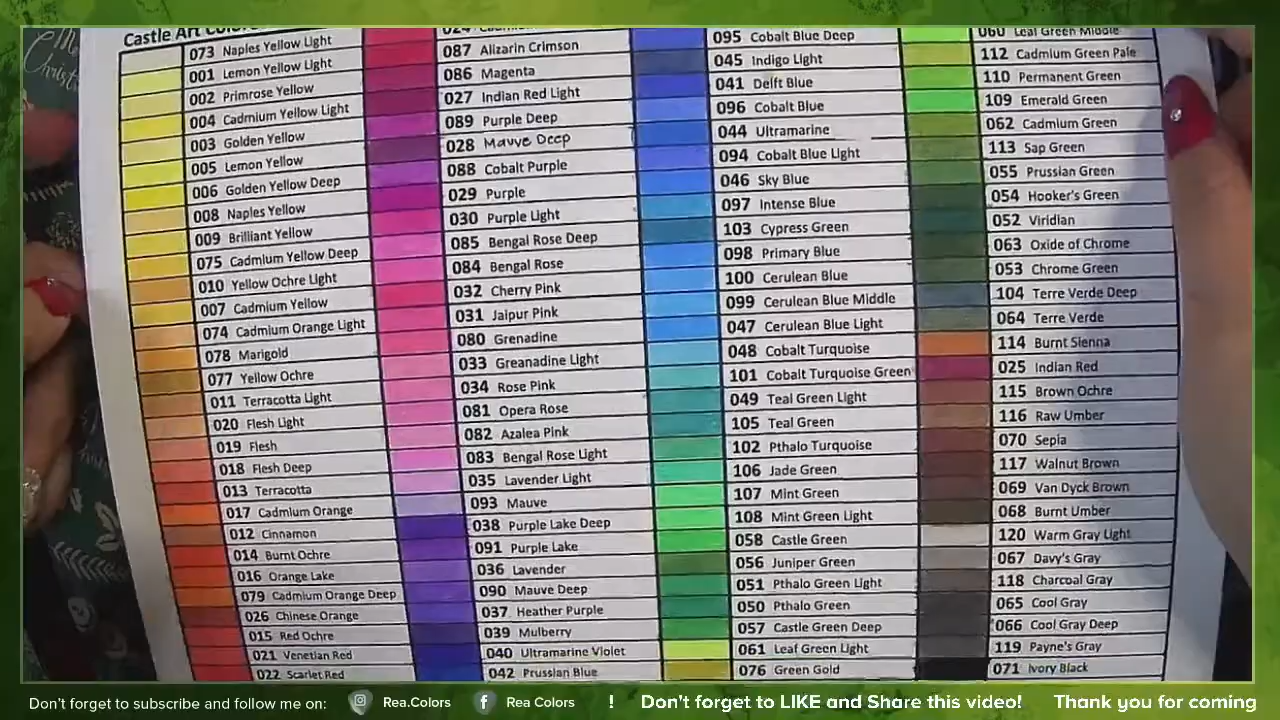 Castle Art
073 Naples Yellow Light
001 Lemon Yellow Light
002 Primrose Yellow
004 Cadmium Yellow Light
003 Golden Yellow
005 Lemon Yellow
006 Golden Yellow Deep
008 Naples Yellow
009 Brilliant Yellow
075 Cadmium Yellow Deep
010 Yellow Ochre Light
007 Cadmium Yellow
074 Cadmium Orange Light
078 Marigold
077 Yellow Ochre
011 Terracotta Light
020 Flesh Light
019 Flesh
018 Flesh Deep
013 Terracotta
017 Cadmium Orange
012 Cinnamon
014 Burnt Ochre
016 Orange Lake
079 Cadmium Orange Deep
026 Chinese Orange
015 Red Ochre
021 Venetian Red
022 Scarlet Red
087 Alizarin Crimson
086 Magenta
027 Indian Red Light
089 Purple Deep
028 Mauve Deep
088 Cobalt Purple
029 Purple
030 Purple Light
085 Bengal Rose Deep
084 Bengal Rose
032 Cherry Pink
031 Jaipur Pink
080 Grenadine
033 Greanadine Light
034 Rose Pink
081 Opera Rose
082 Azalea Pink
083 Bengal Rose Light
035 Lavender Light
093 Mauve
038 Purple Lake Deep
091 Purple Lake
036 Lavender
090 Mauve Deep
037 Heather Purple
039 Mulberry
040 Ultramarine Violet
042 Prussian Blue
095 Cobalt Blue Deep
045 Indigo Light
041 Delft Blue
096 Cobalt Blue
044 Ultramarine
094 Cobalt Blue Light
046 Sky Blue
097 Intense Blue
103 Cypress Green
098 Primary Blue
100 Cerulean Blue
099 Cerulean Blue Middle
047 Cerulean Blue Light
048 Cobalt Turquoise
101 Cobalt Turquoise Green
049 Teal Green Light
105 Teal Green
102 Pthalo Turquoise
106 Jade Green
107 Mint Green
108 Mint Green Light
058 Castle Green
056 Juniper Green
051 Pthalo Green Light
050 Pthalo Green
057 Castle Green Deep
061 Leaf Green Light
076 Green Gold
060 Leaf Green Middle
112 Cadmium Green Pale
110 Permanent Green
109 Emerald Green
062 Cadmium Green
113 Sap Green
055 Prussian Green
054 Hooker's Green
052 Viridian
063 Oxide of Chrome
053 Chrome Green
104 Terre Verde Deep
064 Terre Verde
114 Burnt Sienna
025 Indian Red
115 Brown Ochre
116 Raw Umber
070 Sepia
117 Walnut Brown
069 Van Dyck Brown
068 Burnt Umber
120 Warm Gray Light
067 Davy's Gray
118 Charcoal Gray
065 Cool Gray
066 Cool Gray Deep
119 Payne's Gray
071 Ivory Black
Don't forget to subscribe and follow me on: Rea.Colors Rea Colors ! Don't forget to LIKE and Share this video! Thank you for coming